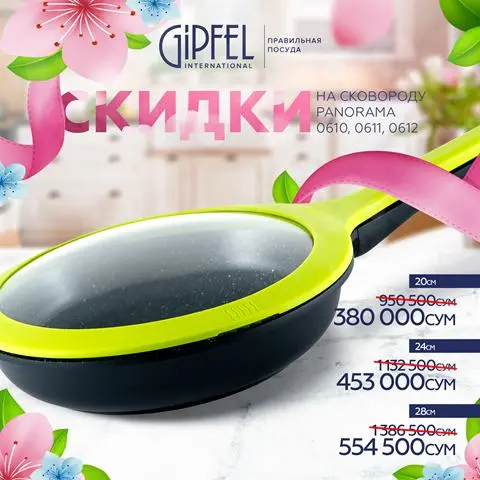 GiPFEL
INTERNATIONAL
ПРАВИЛЬНАЯ
ПОСУДА
СКИДКИ
НА СКОВОРОДУ
PANORAMA
0610, 0611, 0612
20СМ
950 500СУМ
380 000СУМ
24СМ
1 132 500СУМ
453 000СУМ
28СМ
1 386 500СУМ
554 500СУМ